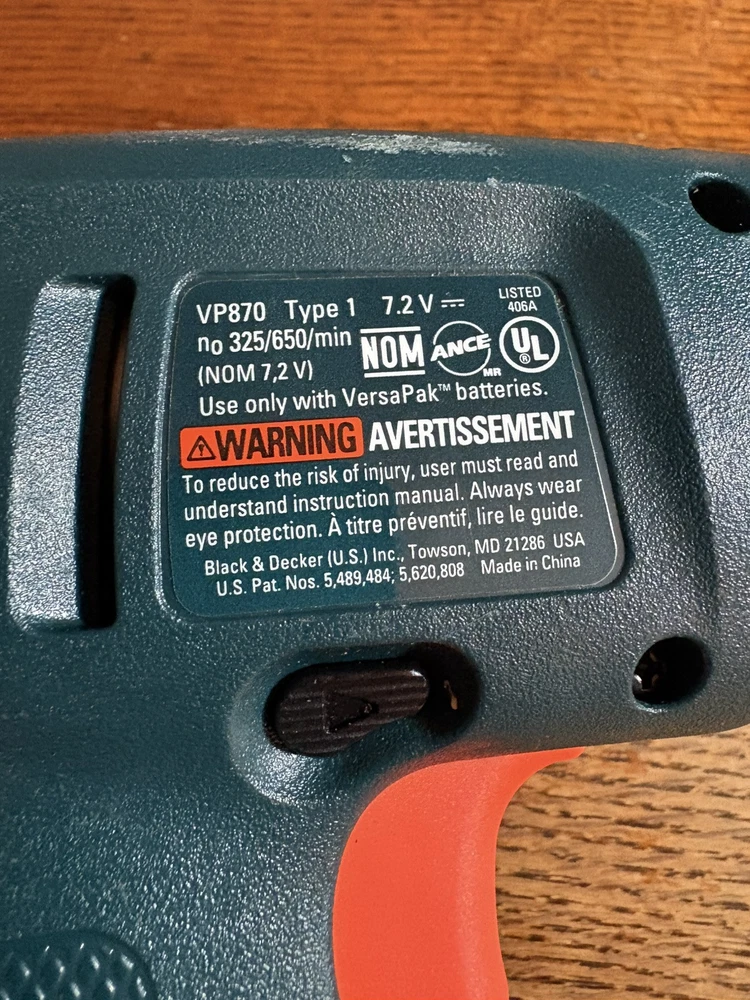 VP870 Type 1 7.2 V ⎓ LISTED 406A
no 325/650/min NOM ANCE MR UL ®
(NOM 7,2 V)
Use only with VersaPak™ batteries.
⚠WARNING AVERTISSEMENT
To reduce the risk of injury, user must read and
understand instruction manual. Always wear
eye protection. À titre préventif, lire le guide.
Black & Decker (U.S.) Inc., Towson, MD 21286 USA
U.S. Pat. Nos. 5,489,484; 5,620,808 Made in China